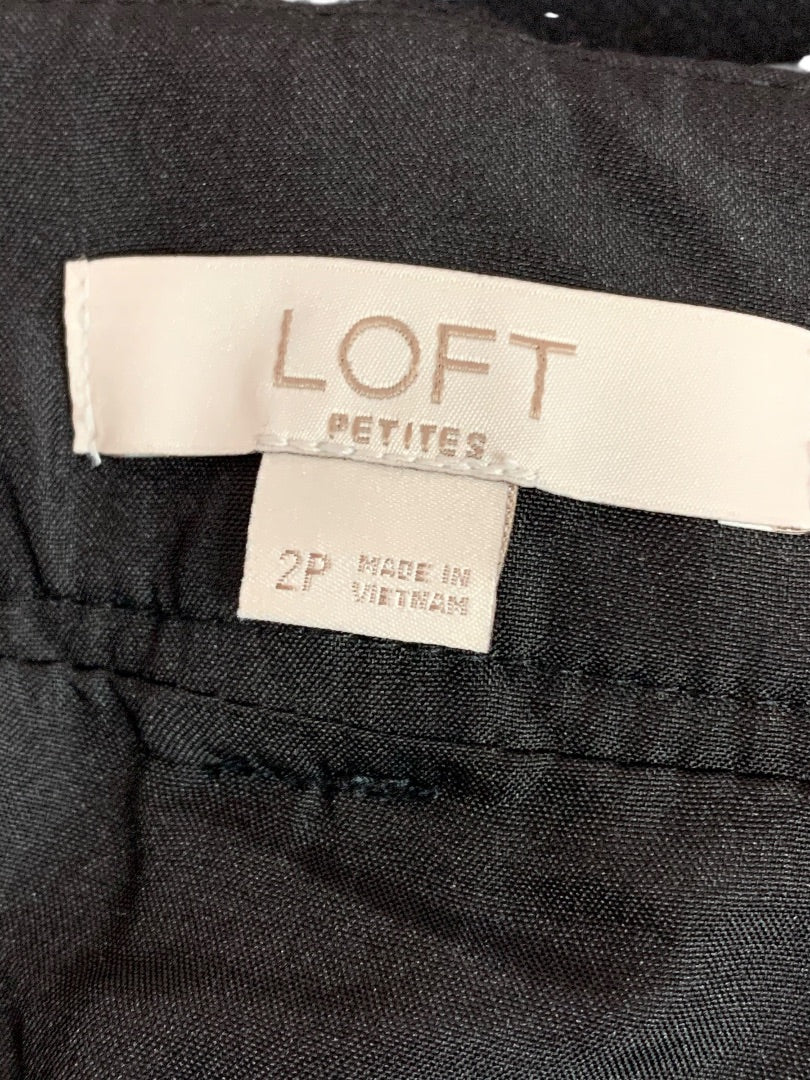 LOFT
PETITES
2P MADE IN
VIETNAM